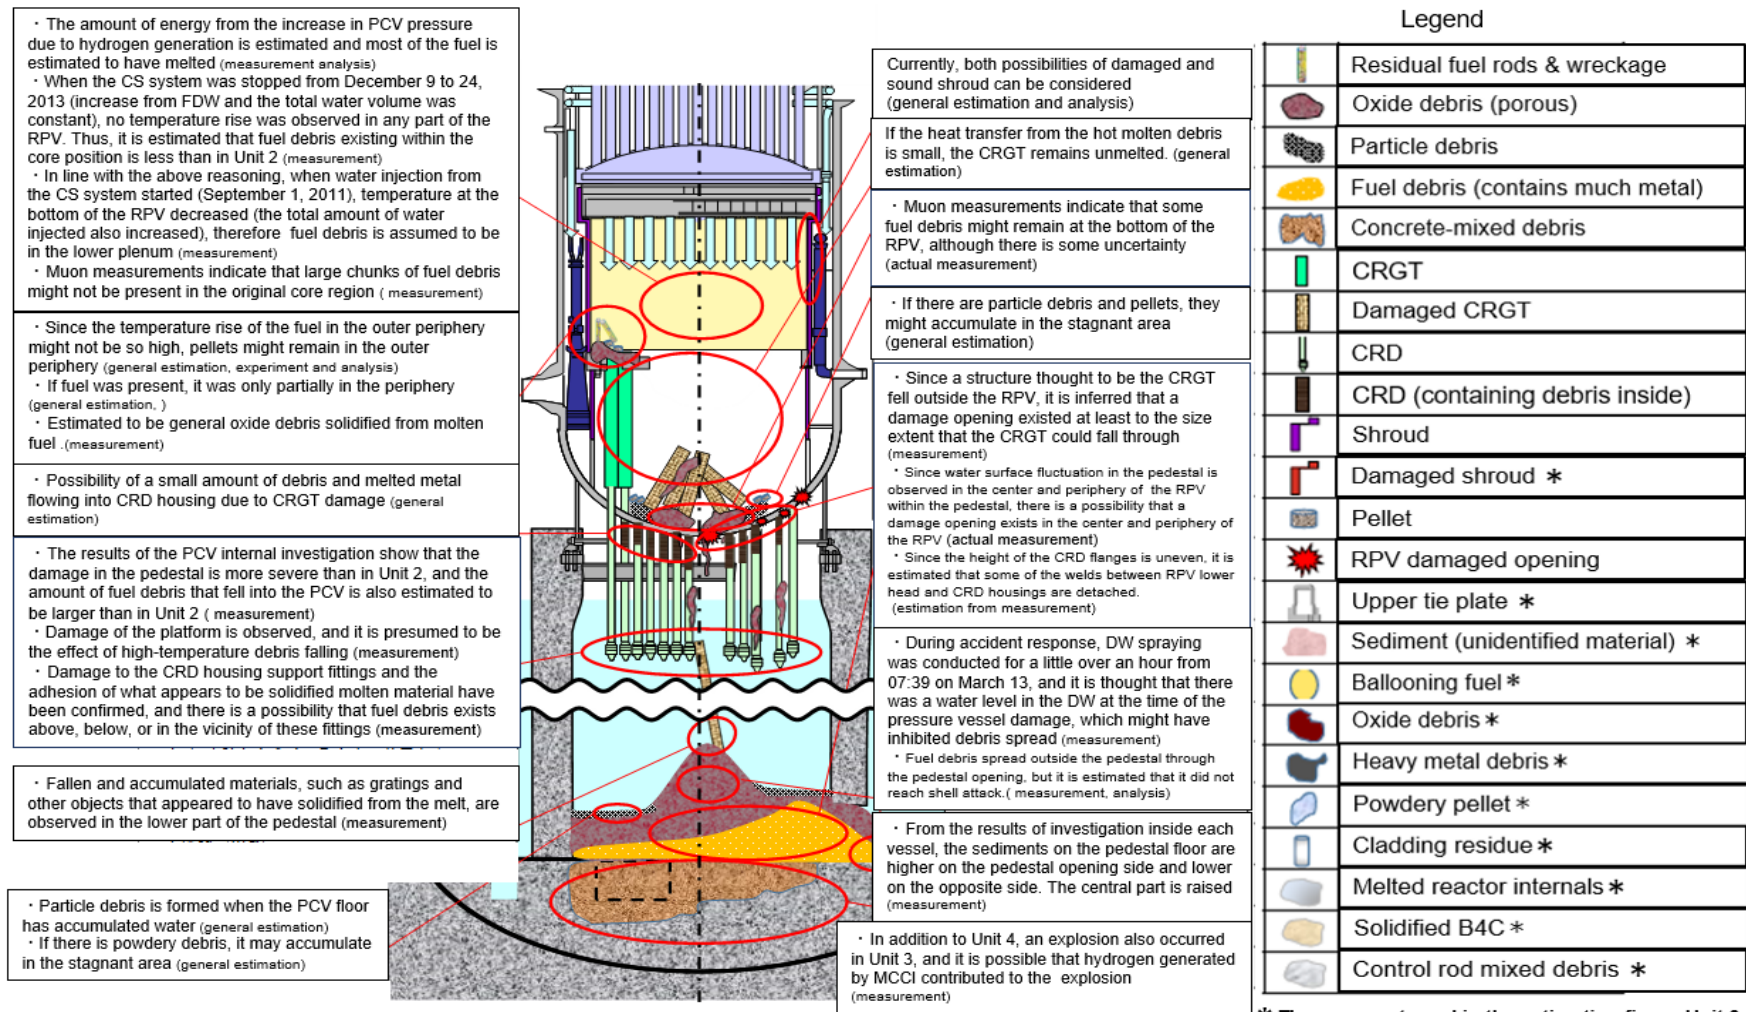 ・The amount of energy from the increase in PCV pressure
due to hydrogen generation is estimated and most of the fuel is
estimated to have melted (measurement analysis)
・When the CS system was stopped from December 9 to 24,
2013 (increase from FDW and the total water volume was
constant), no temperature rise was observed in any part of the
RPV. Thus, it is estimated that fuel debris existing within the
core position is less than in Unit 2 (measurement)
・In line with the above reasoning, when water injection from
the CS system started (September 1, 2011), temperature at the
bottom of the RPV decreased (the total amount of water
injected also increased), therefore fuel debris is assumed to be
in the lower plenum (measurement)
・Muon measurements indicate that large chunks of fuel debris
might not be present in the original core region ( measurement)
・Since the temperature rise of the fuel in the outer periphery
might not be so high, pellets might remain in the outer
periphery (general estimation, experiment and analysis)
・If fuel was present, it was only partially in the periphery
(general estimation, )
・Estimated to be general oxide debris solidified from molten
fuel .(measurement)
・Possibility of a small amount of debris and melted metal
flowing into CRD housing due to CRGT damage (general
estimation)
・The results of the PCV internal investigation show that the
damage in the pedestal is more severe than in Unit 2, and the
amount of fuel debris that fell into the PCV is also estimated to
be larger than in Unit 2 ( measurement)
・Damage of the platform is observed, and it is presumed to be
the effect of high-temperature debris falling (measurement)
・Damage to the CRD housing support fittings and the
adhesion of what appears to be solidified molten material have
been confirmed, and there is a possibility that fuel debris exists
above, below, or in the vicinity of these fittings (measurement)
・Fallen and accumulated materials, such as gratings and
other objects that appeared to have solidified from the melt, are
observed in the lower part of the pedestal (measurement)
・Particle debris is formed when the PCV floor
has accumulated water (general estimation)
・If there is powdery debris, it may accumulate
in the stagnant area (general estimation)
Currently, both possibilities of damaged and
sound shroud can be considered
(general estimation and analysis)
If the heat transfer from the hot molten debris
is small, the CRGT remains unmelted. (general
estimation)
・Muon measurements indicate that some
fuel debris might remain at the bottom of the
RPV, although there is some uncertainty
(actual measurement)
・If there are particle debris and pellets, they
might accumulate in the stagnant area
(general estimation)
・Since a structure thought to be the CRGT
fell outside the RPV, it is inferred that a
damage opening existed at least to the size
extent that the CRGT could fall through
(measurement)
・Since water surface fluctuation in the pedestal is
observed in the center and periphery of the RPV
within the pedestal, there is a possibility that a
damage opening exists in the center and periphery of
the RPV (actual measurement)
・Since the height of the CRD flanges is uneven, it is
estimated that some of the welds between RPV lower
head and CRD housings are detached.
(estimation from measurement)
・During accident response, DW spraying
was conducted for a little over an hour from
07:39 on March 13, and it is thought that there
was a water level in the DW at the time of the
pressure vessel damage, which might have
inhibited debris spread (measurement)
・Fuel debris spread outside the pedestal through
the pedestal opening, but it is estimated that it did not
reach shell attack.( measurement, analysis)
・From the results of investigation inside each
vessel, the sediments on the pedestal floor are
higher on the pedestal opening side and lower
on the opposite side. The central part is raised
(measurement)
・In addition to Unit 4, an explosion also occurred
in Unit 3, and it is possible that hydrogen generated
by MCCI contributed to the explosion
(measurement)
Legend
Residual fuel rods & wreckage
Oxide debris (porous)
Particle debris
Fuel debris (contains much metal)
Concrete-mixed debris
CRGT
Damaged CRGT
CRD
CRD (containing debris inside)
Shroud
Damaged shroud *
Pellet
RPV damaged opening
Upper tie plate *
Sediment (unidentified material) *
Ballooning fuel *
Oxide debris *
Heavy metal debris *
Powdery pellet *
Cladding residue *
Melted reactor internals *
Solidified B4C *
Control rod mixed debris *